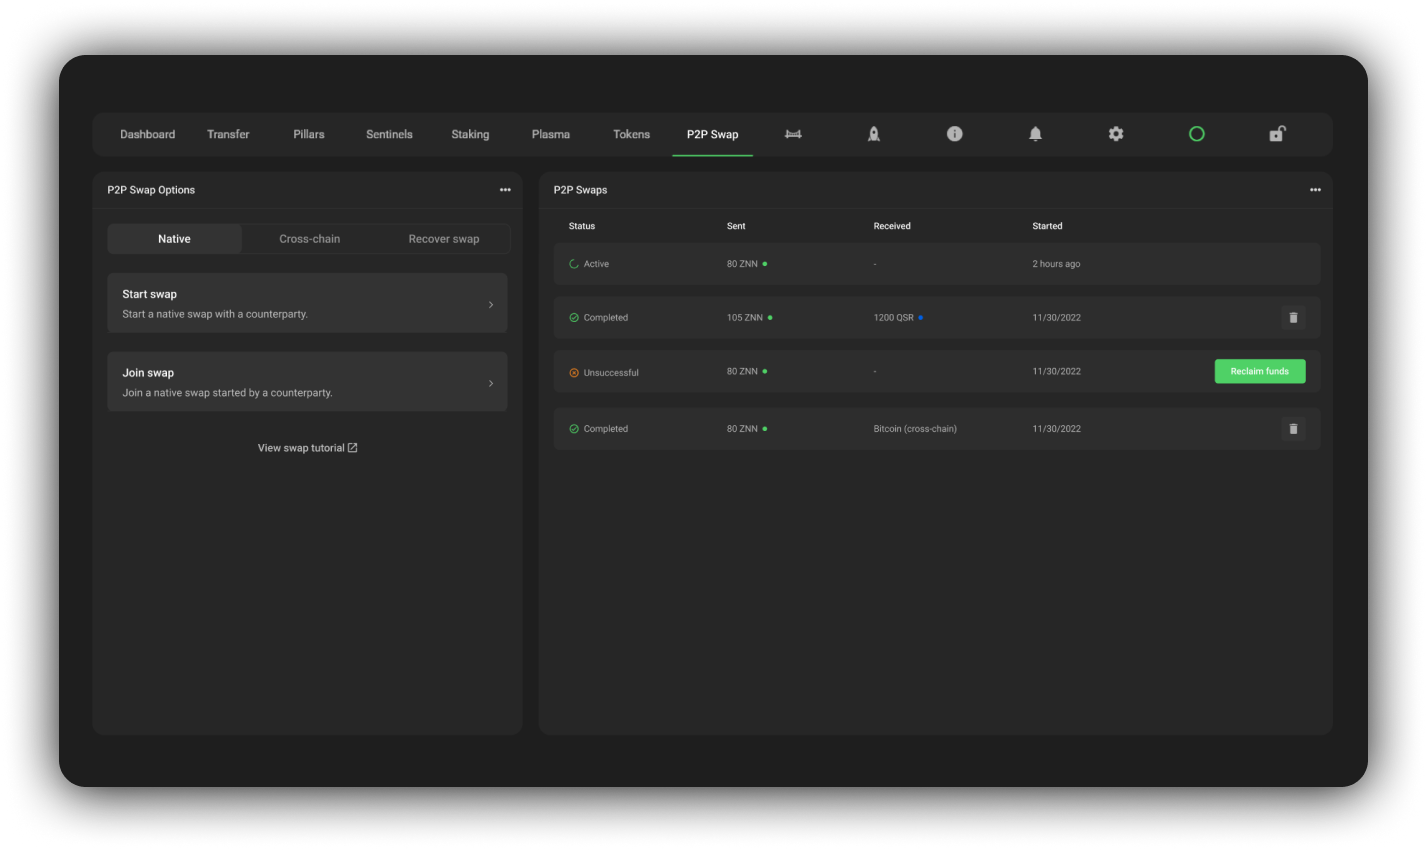 Dashboard Transfer Pillars Sentinels Staking Plasma Tokens P2P Swap
P2P Swap Options
Native Cross-chain Recover swap
Start swap
Start a native swap with a counterparty.
Join swap
Join a native swap started by a counterparty.
View swap tutorial
P2P Swaps
Status Sent Received Started
Active 80 ZNN - 2 hours ago
Completed 105 ZNN 1200 QSR 11/30/2022
Unsuccessful 80 ZNN - 11/30/2022 Reclaim funds
Completed 80 ZNN Bitcoin (cross-chain) 11/30/2022